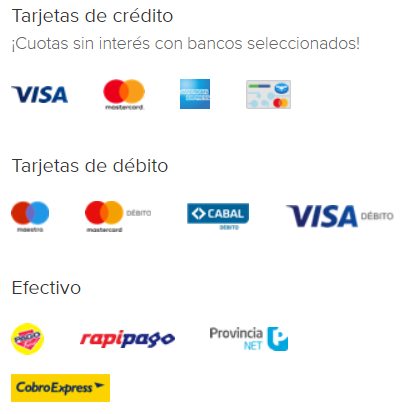 Tarjetas de crédito
¡Cuotas sin interés con bancos seleccionados!
VISA mastercard AMERICAN EXPRESS
Tarjetas de débito
maestro mastercard DÉBITO CABAL DÉBITO VISA DÉBITO
Efectivo
PAGO rapipago Provincia NET
CobroExpress